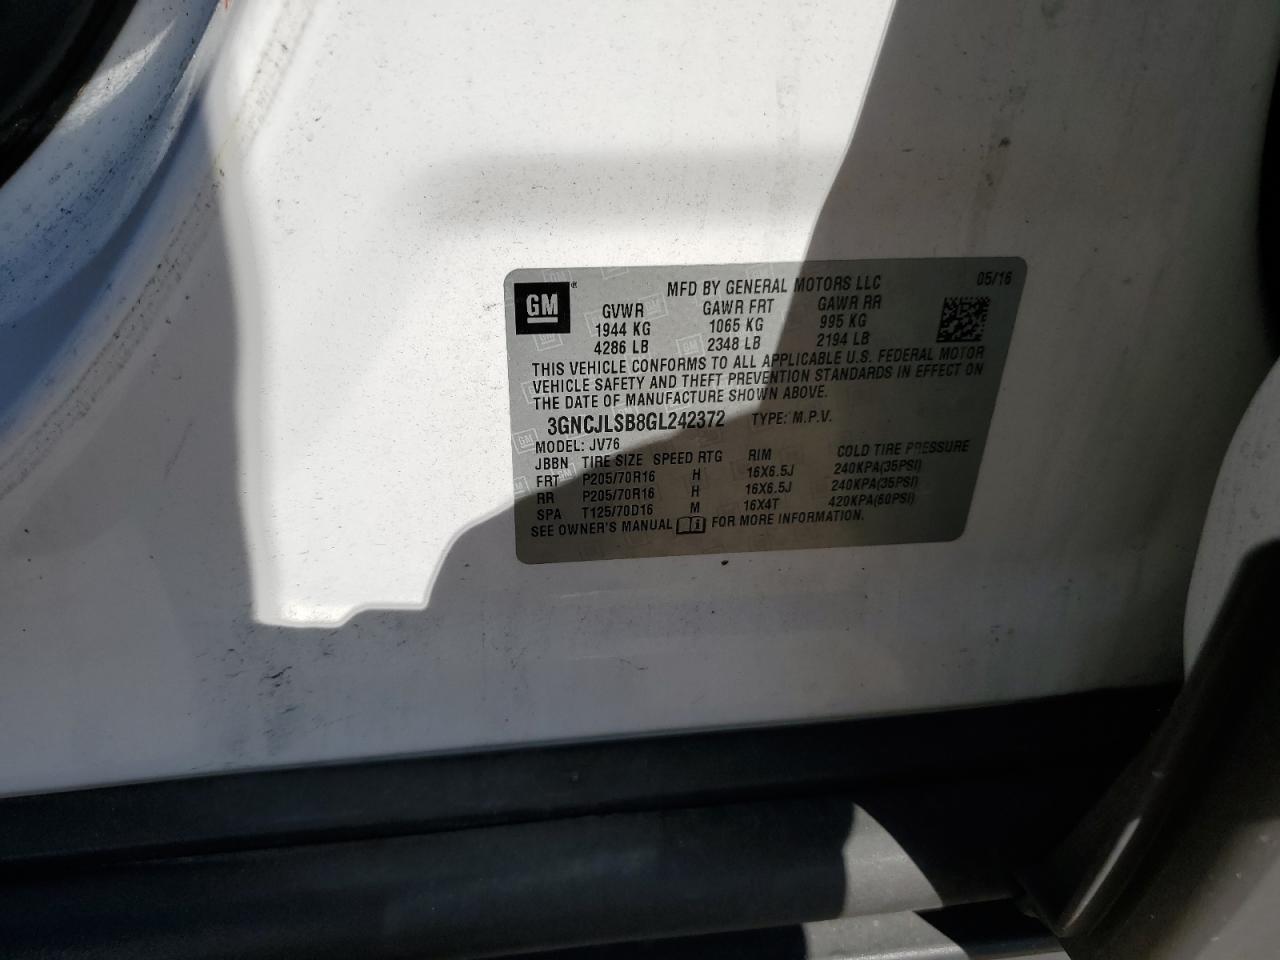 MFD BY GENERAL MOTORS LLC 05/16
GM®
GVWR GAWR FRT GAWR RR
1944 KG 1065 KG 995 KG
4286 LB 2348 LB 2194 LB
THIS VEHICLE CONFORMS TO ALL APPLICABLE U.S. FEDERAL MOTOR
VEHICLE SAFETY AND THEFT PREVENTION STANDARDS IN EFFECT ON
THE DATE OF MANUFACTURE SHOWN ABOVE.
3GNCJLSB8GL242372 TYPE: M.P.V.
MODEL: JV76
JBBN TIRE SIZE SPEED RTG RIM COLD TIRE PRESSURE
FRT P205/70R16 H 16X6.5J 240KPA(35PSI)
RR P205/70R16 H 16X6.5J 240KPA(35PSI)
SPA T125/70D16 M 16X4T 420KPA(60PSI)
SEE OWNER'S MANUAL i FOR MORE INFORMATION.